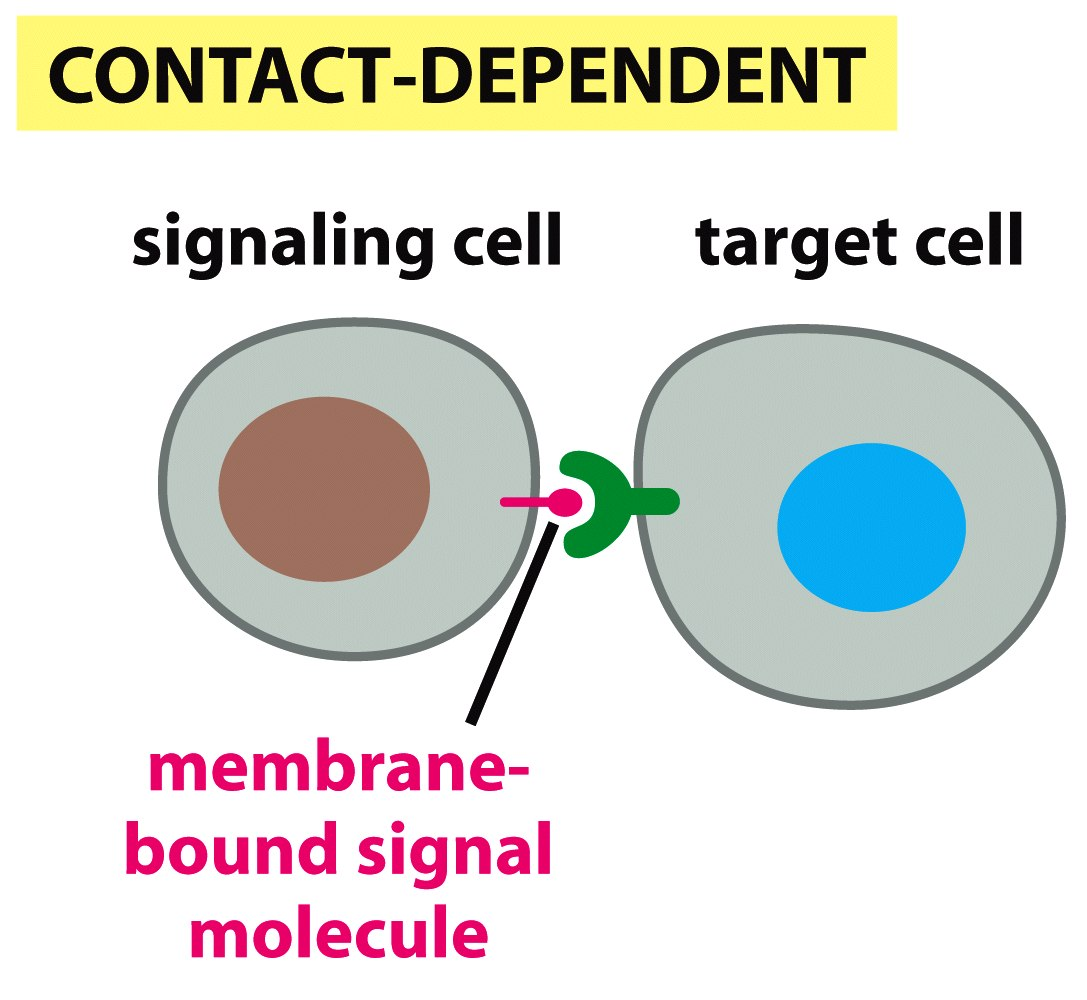 CONTACT-DEPENDENT
signaling cell target cell
membrane-
bound signal
molecule